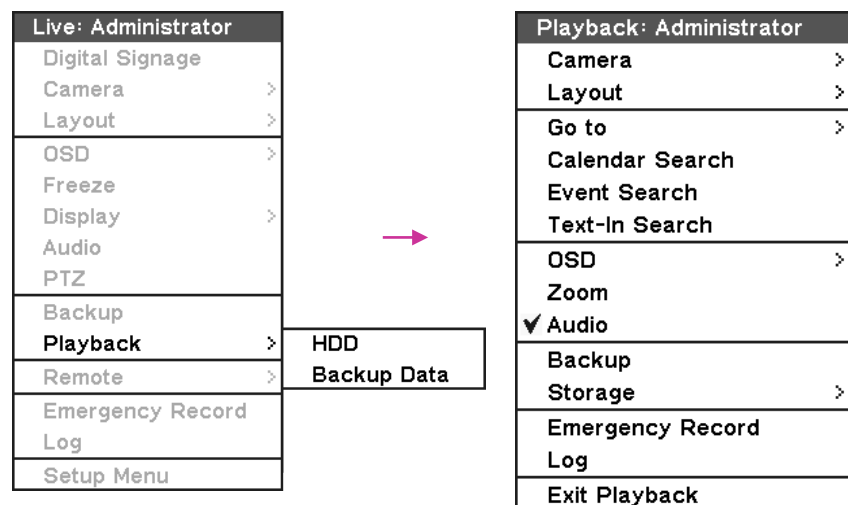 Live: Administrator
Digital Signage
Camera >
Layout >
OSD >
Freeze
Display >
Audio
PTZ
Backup
Playback >
HDD
Backup Data
Remote >
Emergency Record
Log
Setup Menu
Playback: Administrator
Camera >
Layout >
Go to >
Calendar Search
Event Search
Text-In Search
OSD >
Zoom
✓ Audio
Backup
Storage >
Emergency Record
Log
Exit Playback